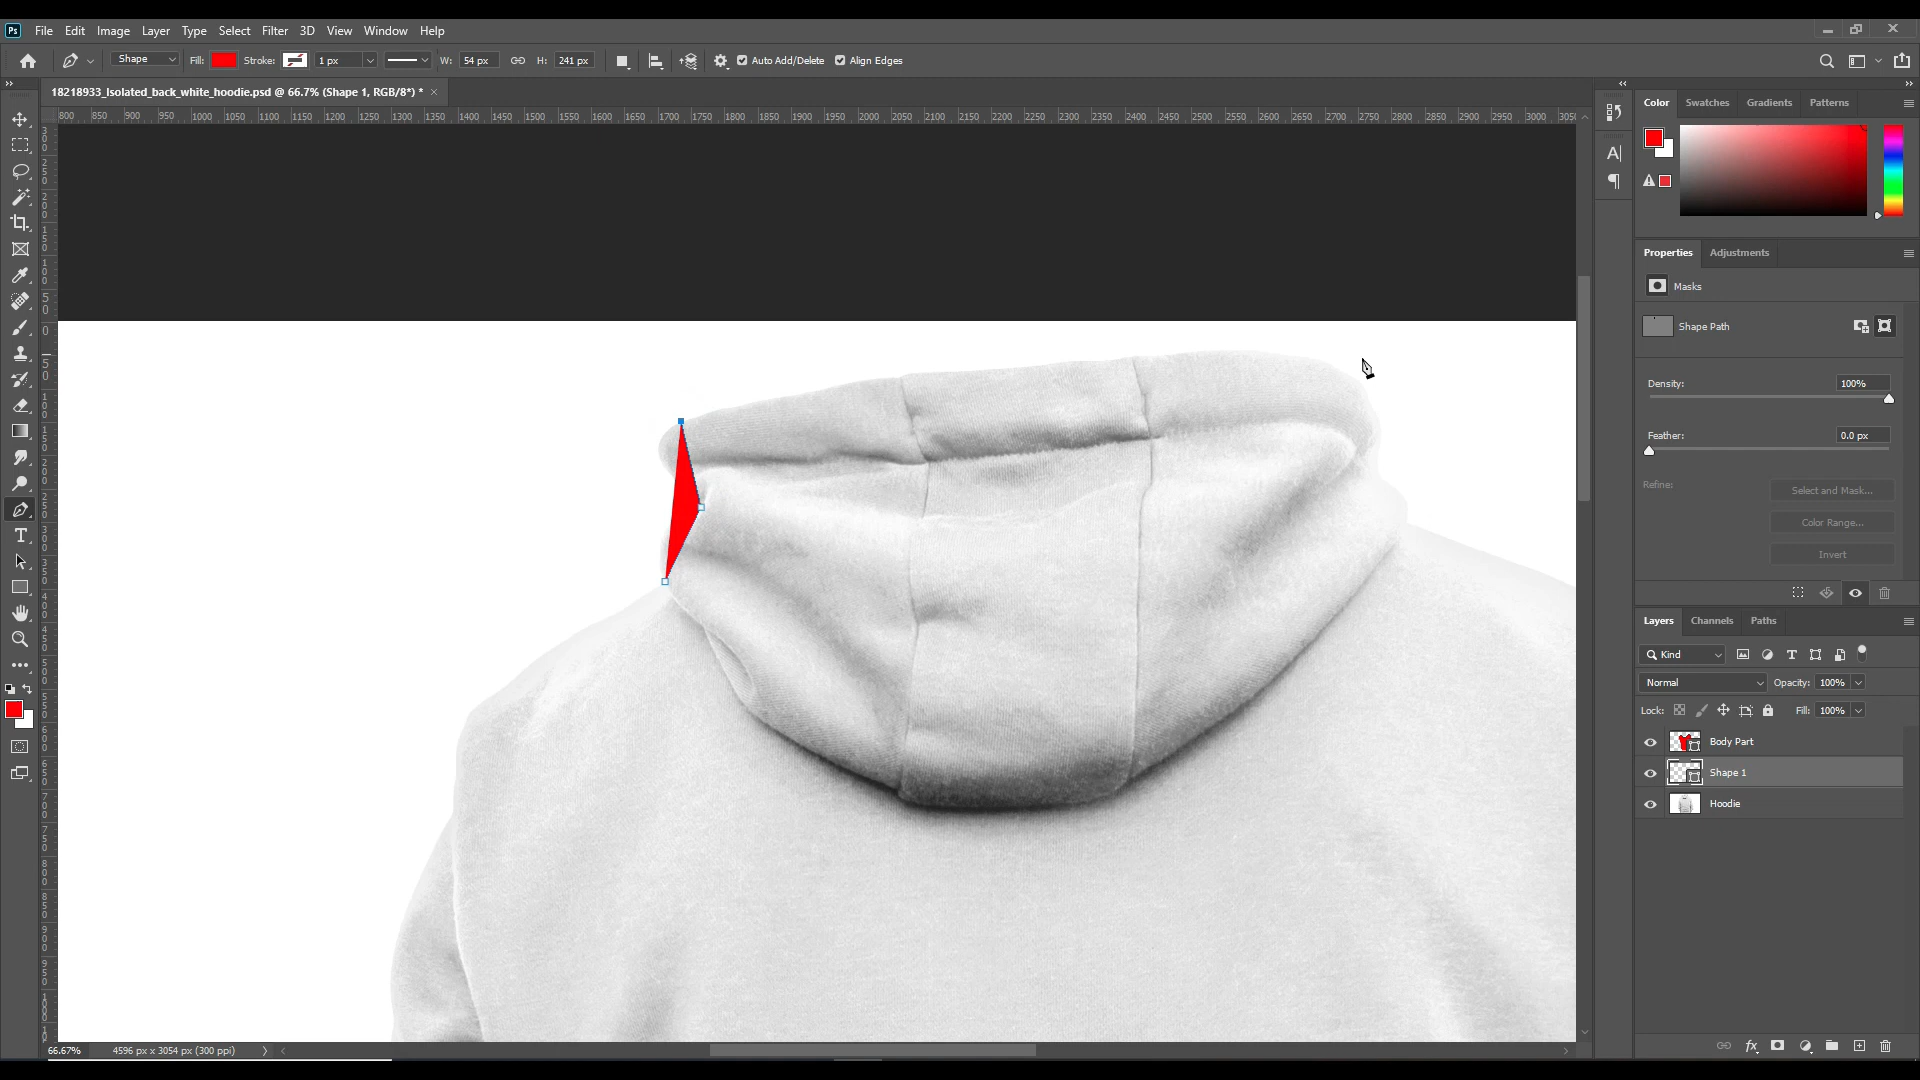 Ps File Edit Image Layer Type Select Filter 3D View Window Help
Shape Fill: Stroke: 1 px W: 54 px H: 241 px Auto Add/Delete Align Edges
18218933_Isolated_back_white_hoodie.psd @ 66.7% (Shape 1, RGB/8*) * ×
800 850 900 950 1000 1050 1100 1150 1200 1250 1300 1350 1400 1450 1500 1550 1600 1650 1700 1750 1800 1850 1900 1950 2000 2050 2100 2150 2200 2250 2300 2350 2400 2450 2500 2550 2600 2650 2700 2750 2800 2850 2900 2950 3000 3050
Color Swatches Gradients Patterns
Properties Adjustments
Masks
Shape Path
Density: 100%
Feather: 0.0 px
Refine: Select and Mask...
Color Range...
Invert
Layers Channels Paths
Kind
Normal Opacity: 100%
Lock: Fill: 100%
Body Part
Shape 1
Hoodie
66.67% 4596 px x 3054 px (300 ppi)